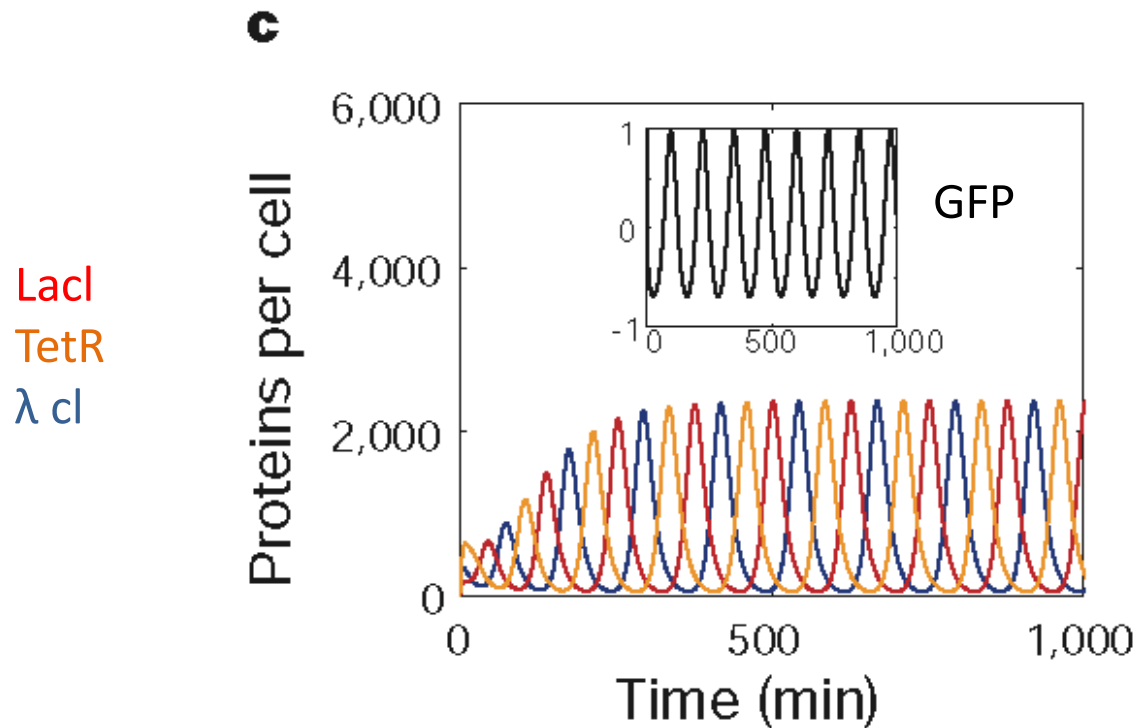 c
LacI
TetR
λ cI
Proteins per cell
6,000
4,000
2,000
0
1
0
-1
0 500 1,000
GFP
0 500 1,000
Time (min)